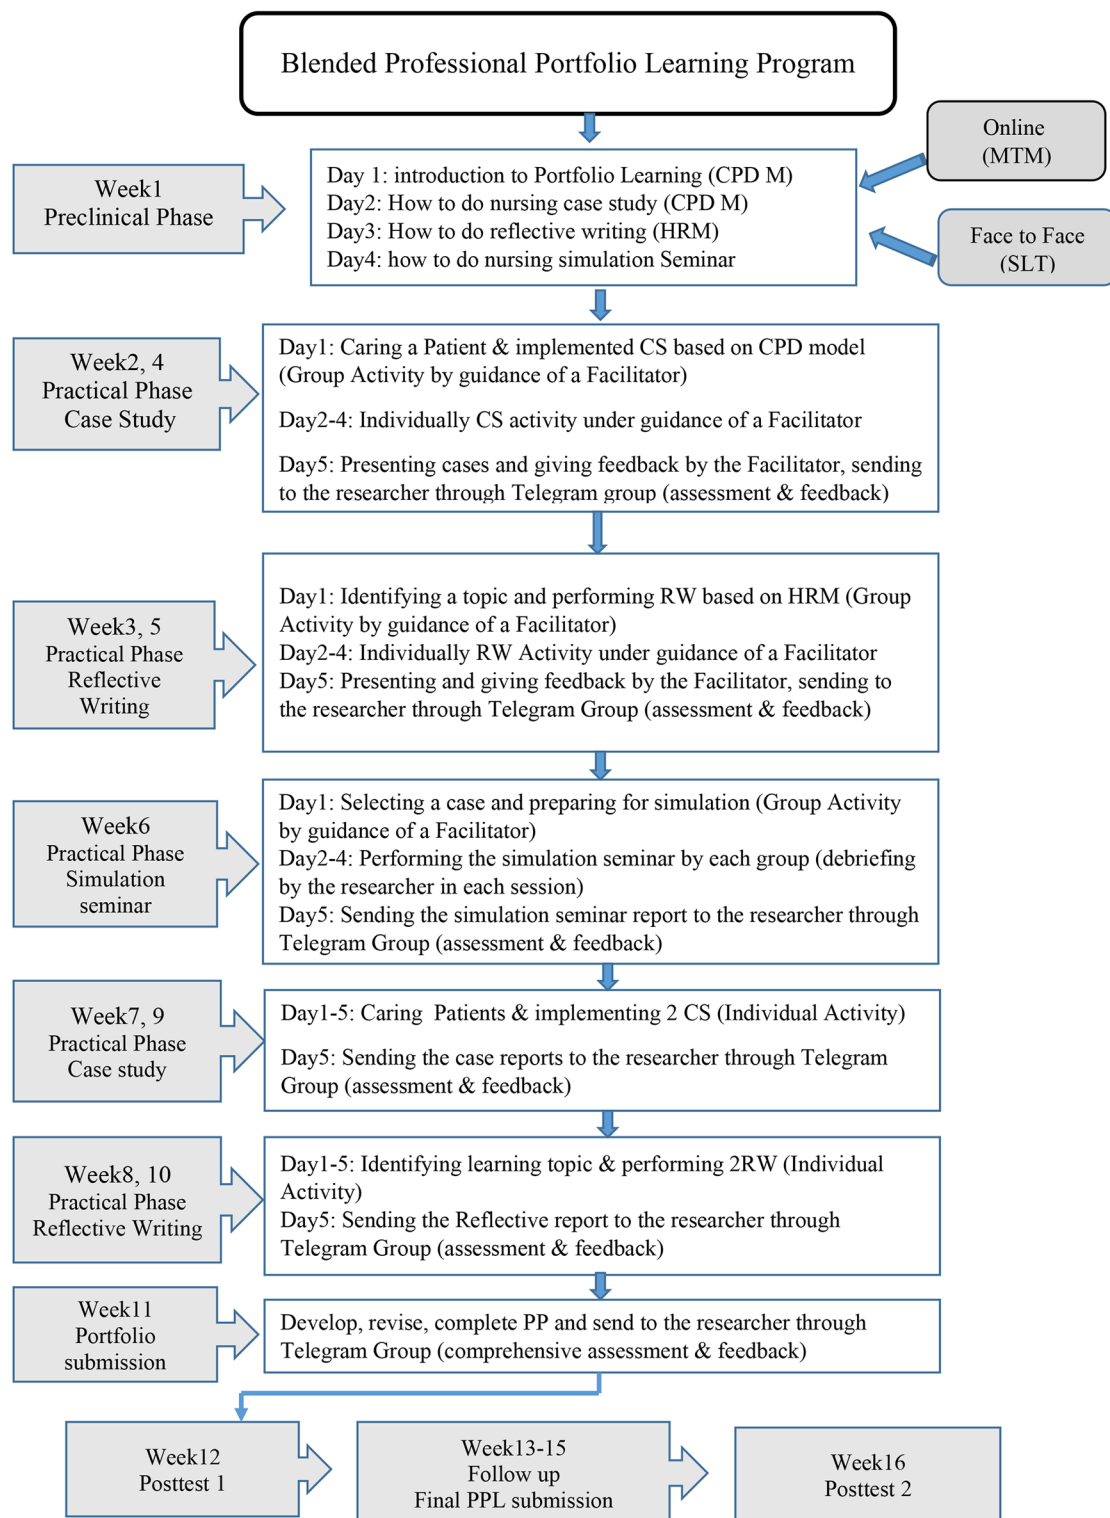 Blended Professional Portfolio Learning Program
Online
(MTM)
Week1
Preclinical Phase
Day 1: introduction to Portfolio Learning (CPD M)
Day2: How to do nursing case study (CPD M)
Day3: How to do reflective writing (HRM)
Day4: how to do nursing simulation Seminar
Face to Face
(SLT)
Week2, 4
Practical Phase
Case Study
Day1: Caring a Patient & implemented CS based on CPD model
(Group Activity by guidance of a Facilitator)
Day2-4: Individually CS activity under guidance of a Facilitator
Day5: Presenting cases and giving feedback by the Facilitator, sending
to the researcher through Telegram group (assessment & feedback)
Week3, 5
Practical Phase
Reflective
Writing
Day1: Identifying a topic and performing RW based on HRM (Group
Activity by guidance of a Facilitator)
Day2-4: Individually RW Activity under guidance of a Facilitator
Day5: Presenting and giving feedback by the Facilitator, sending to
the researcher through Telegram Group (assessment & feedback)
Week6
Practical Phase
Simulation
seminar
Day1: Selecting a case and preparing for simulation (Group Activity
by guidance of a Facilitator)
Day2-4: Performing the simulation seminar by each group (debriefing
by the researcher in each session)
Day5: Sending the simulation seminar report to the researcher through
Telegram Group (assessment & feedback)
Week7, 9
Practical Phase
Case study
Day1-5: Caring Patients & implementing 2 CS (Individual Activity)
Day5: Sending the case reports to the researcher through Telegram
Group (assessment & feedback)
Week8, 10
Practical Phase
Reflective Writing
Day1-5: Identifying learning topic & performing 2RW (Individual
Activity)
Day5: Sending the Reflective report to the researcher through
Telegram Group (assessment & feedback)
Week11
Portfolio
submission
Develop, revise, complete PP and send to the researcher through
Telegram Group (comprehensive assessment & feedback)
Week12
Posttest 1
Week13-15
Follow up
Final PPL submission
Week16
Posttest 2